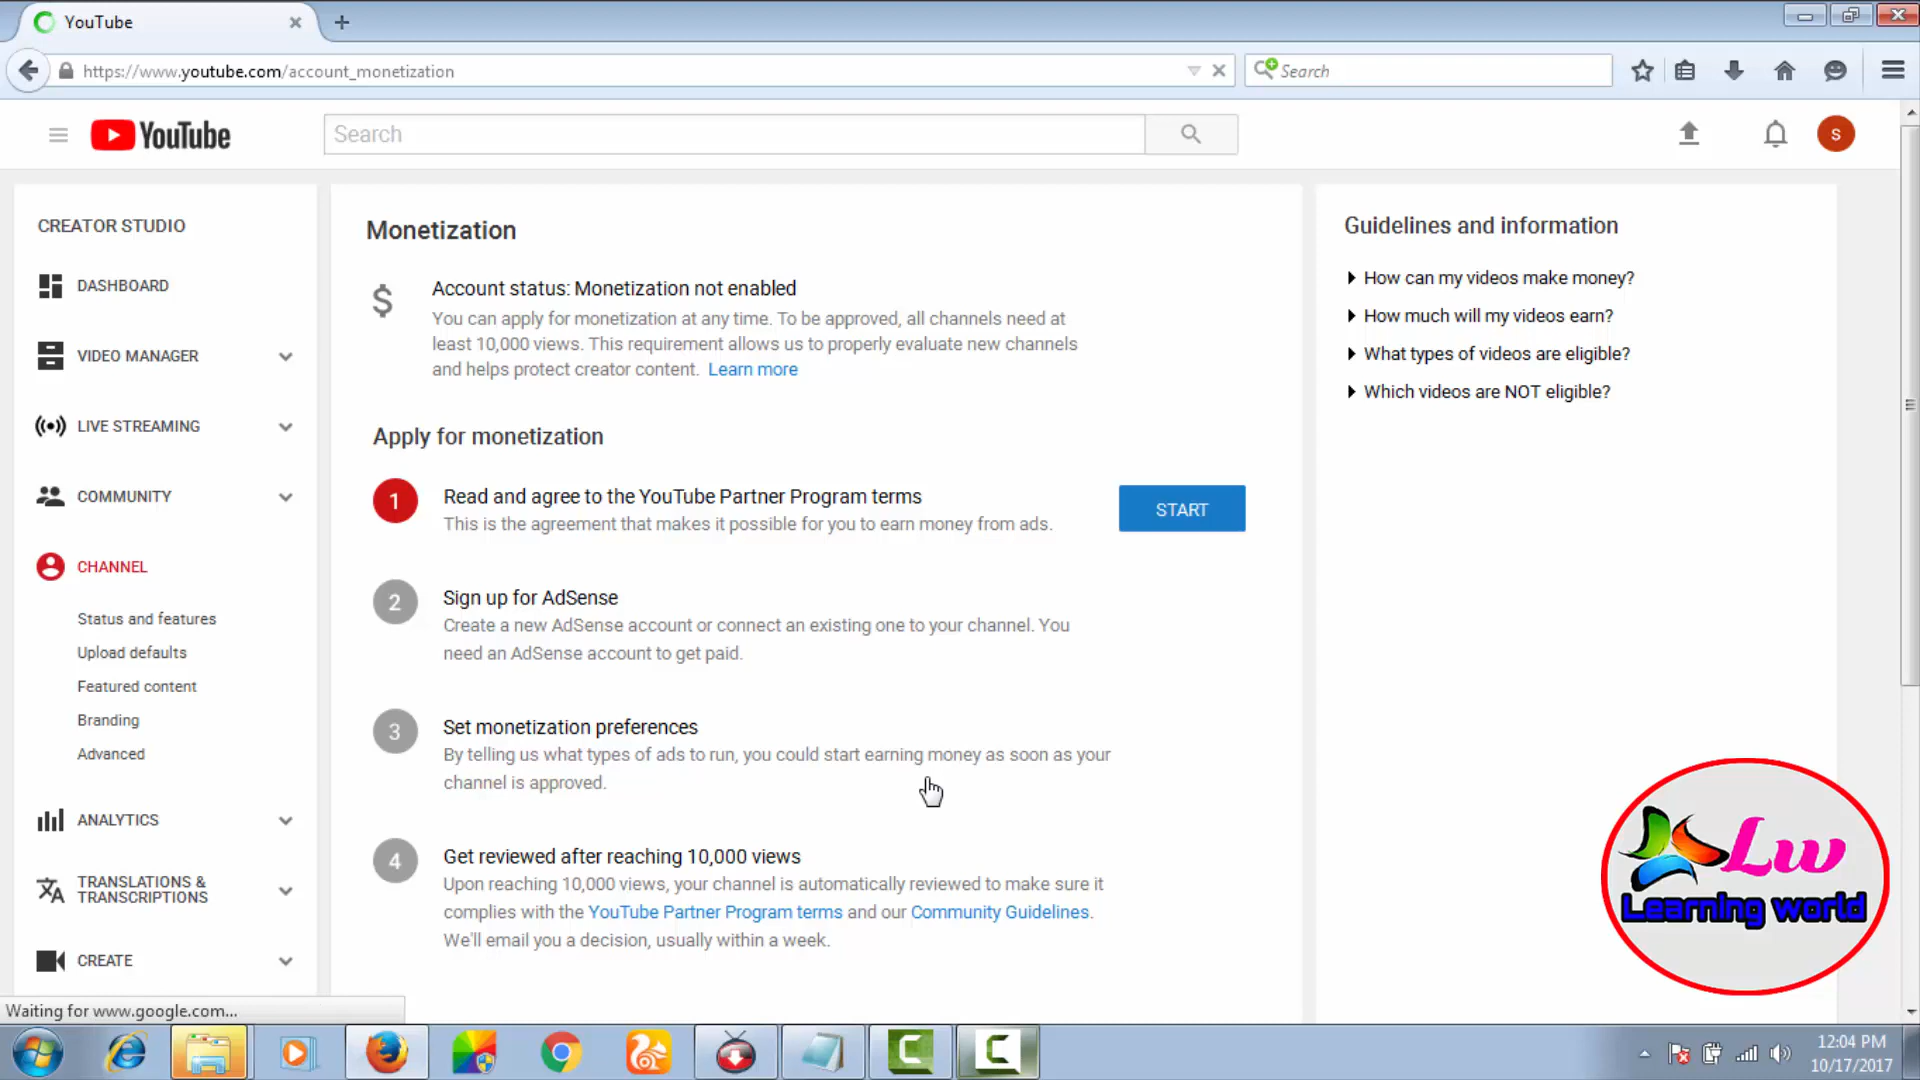 YouTube
https://www.youtube.com/account_monetization
Search
YouTube
Search
S
CREATOR STUDIO
DASHBOARD
VIDEO MANAGER
LIVE STREAMING
COMMUNITY
CHANNEL
Status and features
Upload defaults
Featured content
Branding
Advanced
ANALYTICS
TRANSLATIONS &
TRANSCRIPTIONS
CREATE
Monetization
$
Account status: Monetization not enabled
You can apply for monetization at any time. To be approved, all channels need at
least 10,000 views. This requirement allows us to properly evaluate new channels
and helps protect creator content. Learn more
Apply for monetization
1
Read and agree to the YouTube Partner Program terms
This is the agreement that makes it possible for you to earn money from ads.
START
2
Sign up for AdSense
Create a new AdSense account or connect an existing one to your channel. You
need an AdSense account to get paid.
3
Set monetization preferences
By telling us what types of ads to run, you could start earning money as soon as your
channel is approved.
4
Get reviewed after reaching 10,000 views
Upon reaching 10,000 views, your channel is automatically reviewed to make sure it
complies with the YouTube Partner Program terms and our Community Guidelines.
We'll email you a decision, usually within a week.
Guidelines and information
How can my videos make money?
How much will my videos earn?
What types of videos are eligible?
Which videos are NOT eligible?
Lw
Learning world
Waiting for www.google.com...
12:04 PM
10/17/2017